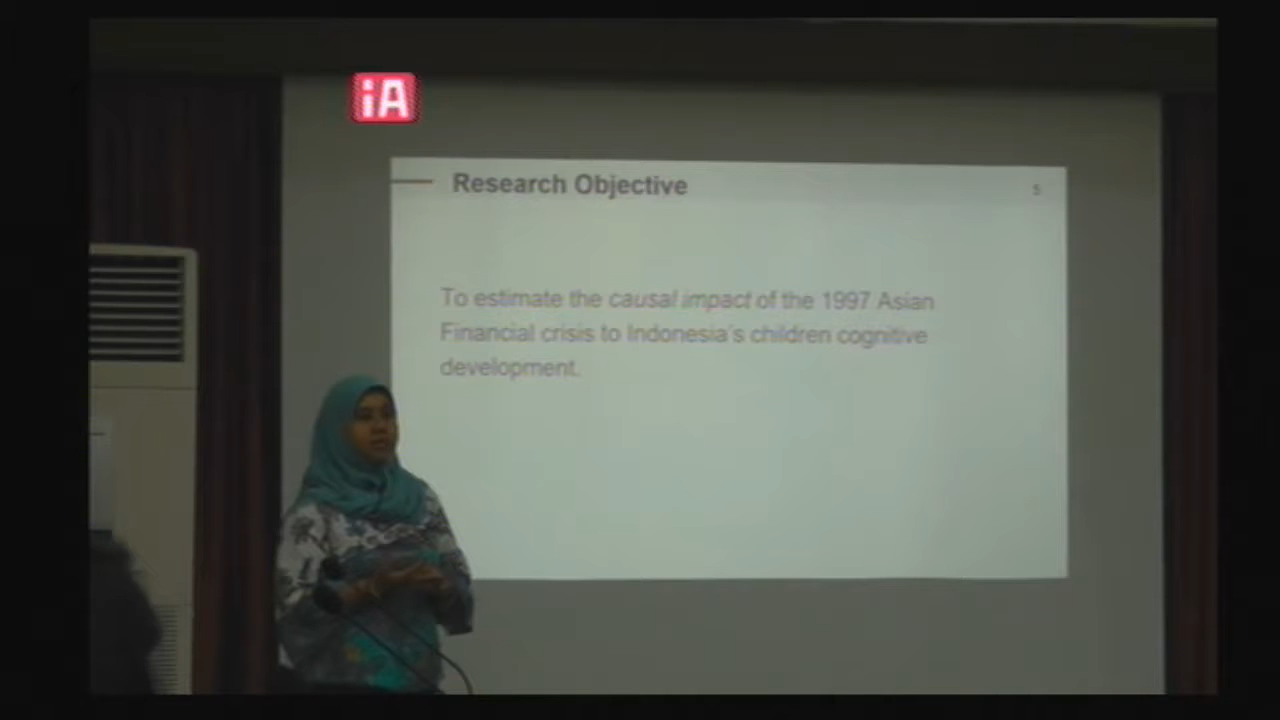 iA
Research Objective
5
To estimate the causal impact of the 1997 Asian
Financial crisis to Indonesia's children cognitive
development.